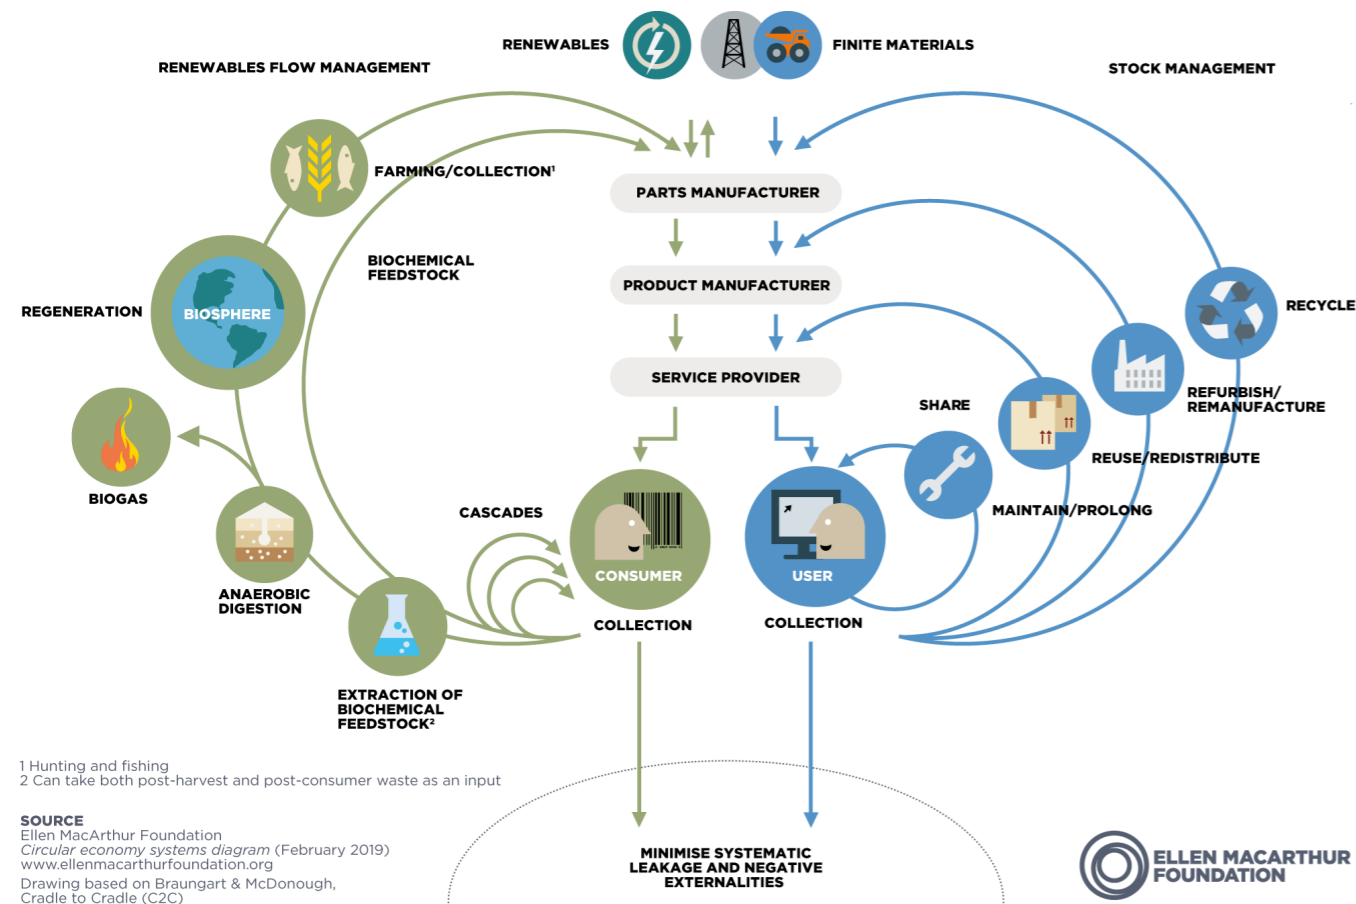 RENEWABLES
FINITE MATERIALS
RENEWABLES FLOW MANAGEMENT
STOCK MANAGEMENT
FARMING/COLLECTION¹
PARTS MANUFACTURER
BIOCHEMICAL
FEEDSTOCK
PRODUCT MANUFACTURER
REGENERATION
BIOSPHERE
RECYCLE
SERVICE PROVIDER
SHARE
REFURBISH/
REMANUFACTURE
REUSE/REDISTRIBUTE
BIOGAS
CASCADES
MAINTAIN/PROLONG
CONSUMER
USER
ANAEROBIC
DIGESTION
COLLECTION
COLLECTION
EXTRACTION OF
BIOCHEMICAL
FEEDSTOCK²
1 Hunting and fishing
2 Can take both post-harvest and post-consumer waste as an input
SOURCE
Ellen MacArthur Foundation
Circular economy systems diagram (February 2019)
www.ellenmacarthurfoundation.org
Drawing based on Braungart & McDonough,
Cradle to Cradle (C2C)
MINIMISE SYSTEMATIC
LEAKAGE AND NEGATIVE
EXTERNALITIES
ELLEN MACARTHUR
FOUNDATION